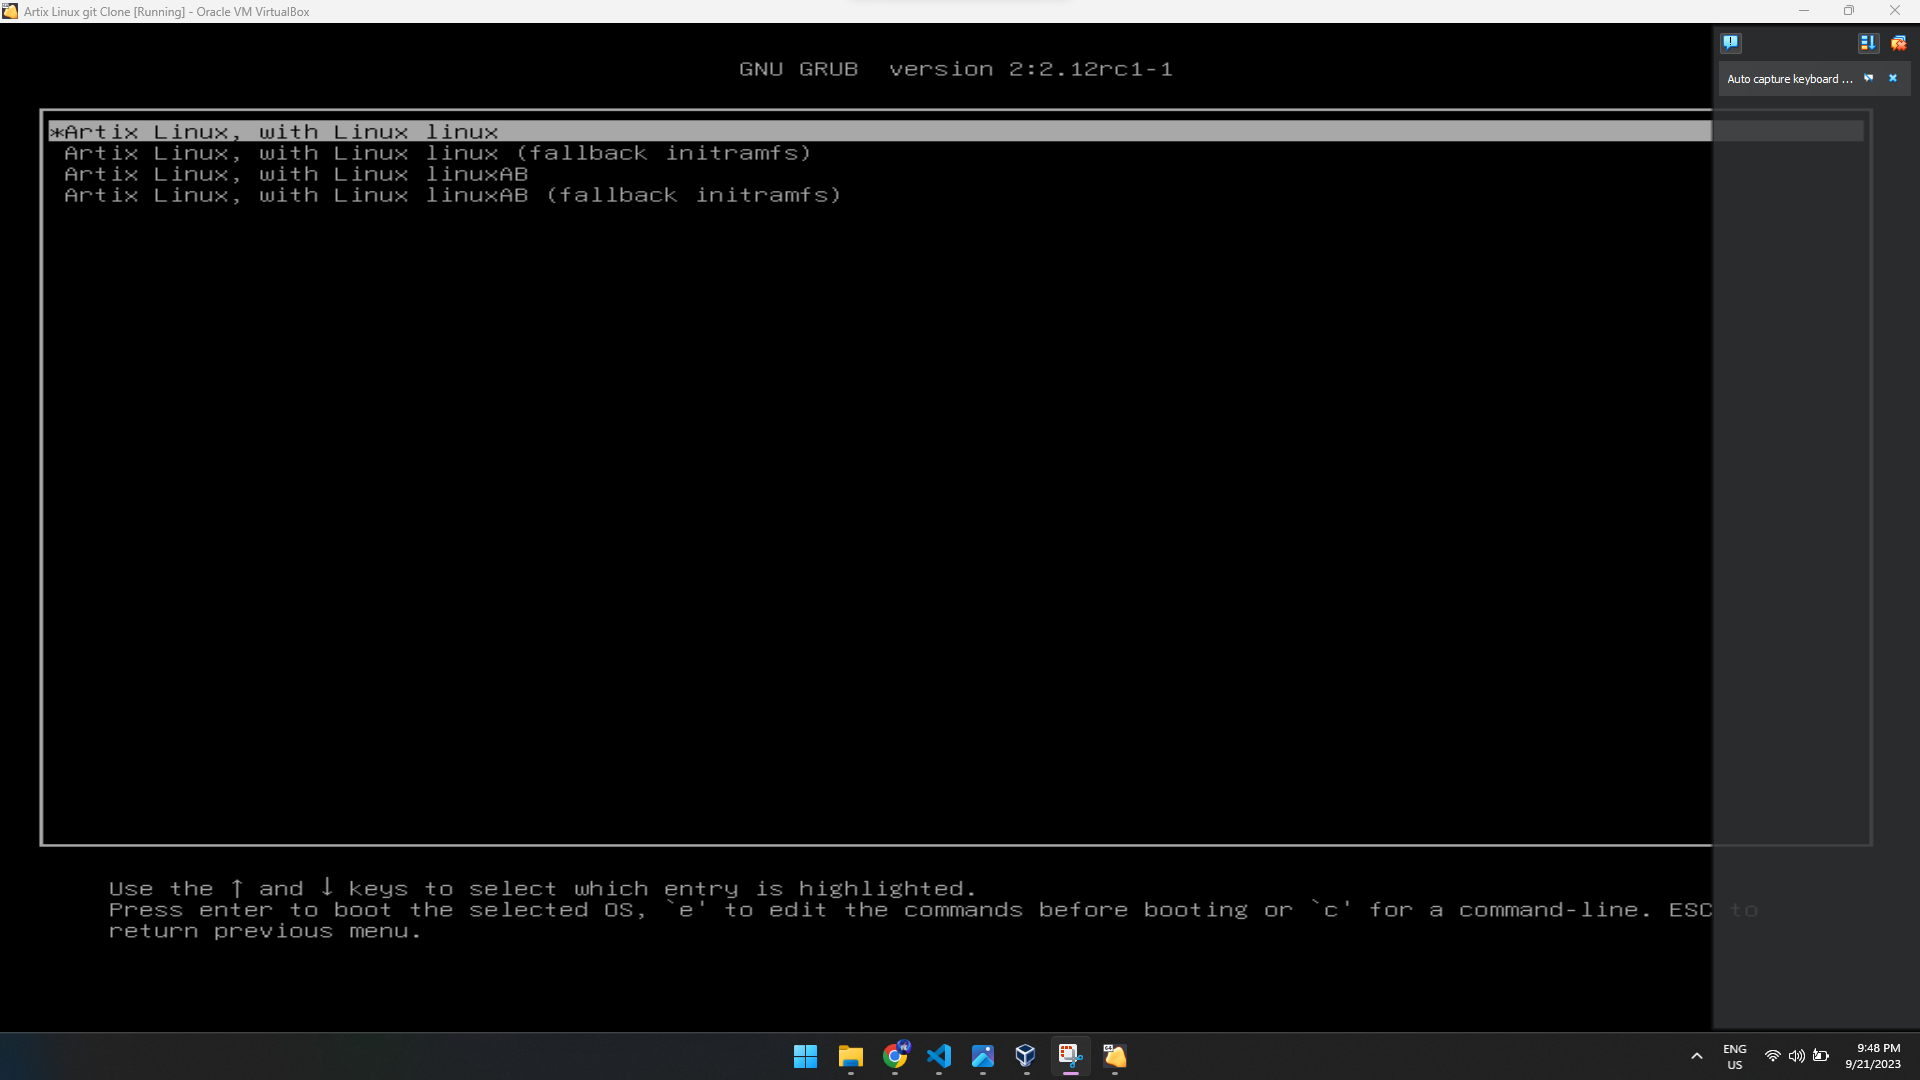 Artix Linux git Clone [Running] - Oracle VM VirtualBox
GNU GRUB  version 2:2.12rc1-1
Auto capture keyboard ...
*Artix Linux, with Linux linux
Artix Linux, with Linux linux (fallback initramfs)
Artix Linux, with Linux linuxAB
Artix Linux, with Linux linuxAB (fallback initramfs)
Use the ↑ and ↓ keys to select which entry is highlighted.
Press enter to boot the selected OS, `e' to edit the commands before booting or `c' for a command-line. ESC to
return previous menu.
ENG
US
9:48 PM
9/21/2023